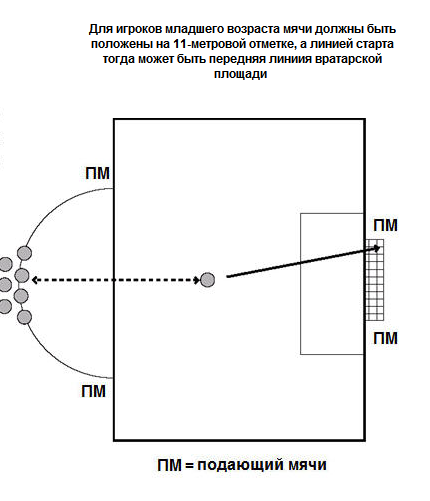 Для игроков младшего возраста мячи должны быть
положены на 11-метровой отметке, а линией старта
тогда может быть передняя линиия вратарской
площади
ПМ
ПМ
ПМ
ПМ
ПМ = подающий мячи